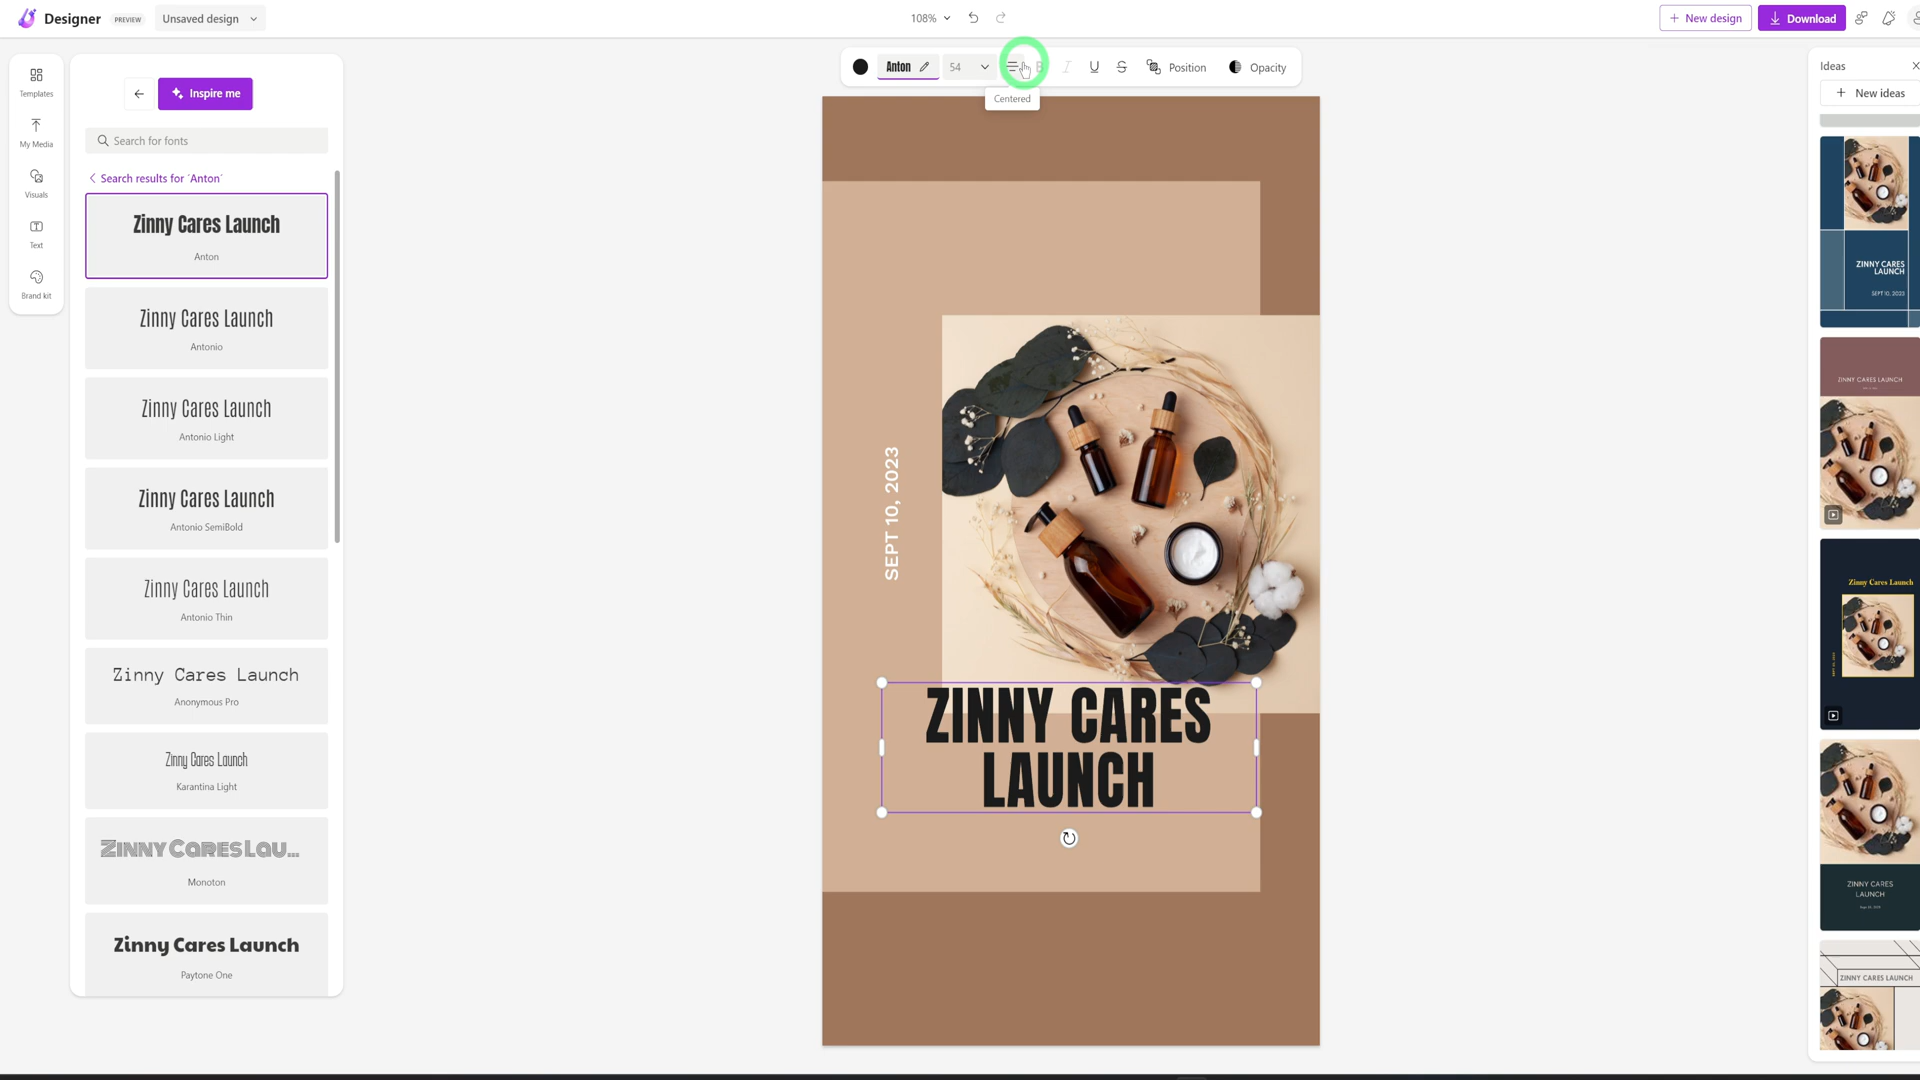 Designer
PREVIEW
Unsaved design
108%
New design
Download
Templates
My Media
Visuals
Text
Brand kit
Inspire me
Search for fonts
Search results for `Anton`
Zinny Cares Launch
Anton
Zinny Cares Launch
Antonio
Zinny Cares Launch
Antonio Light
Zinny Cares Launch
Antonio SemiBold
Zinny Cares Launch
Antonio Thin
Zinny Cares Launch
Anonymous Pro
Zinny Cares Launch
Karantina Light
Zinny Cares Lau...
Monoton
Zinny Cares Launch
Paytone One
Anton
54
B
I
U
S
Position
Opacity
Centered
SEPT 10, 2023
ZINNY CARES
LAUNCH
Ideas
New ideas
ZINNY CARES
LAUNCH
SEPT 10, 2023
ZINNY CARES LAUNCH
Zinny Cares Launch
ZINNY CARES
LAUNCH
ZINNY CARES LAUNCH